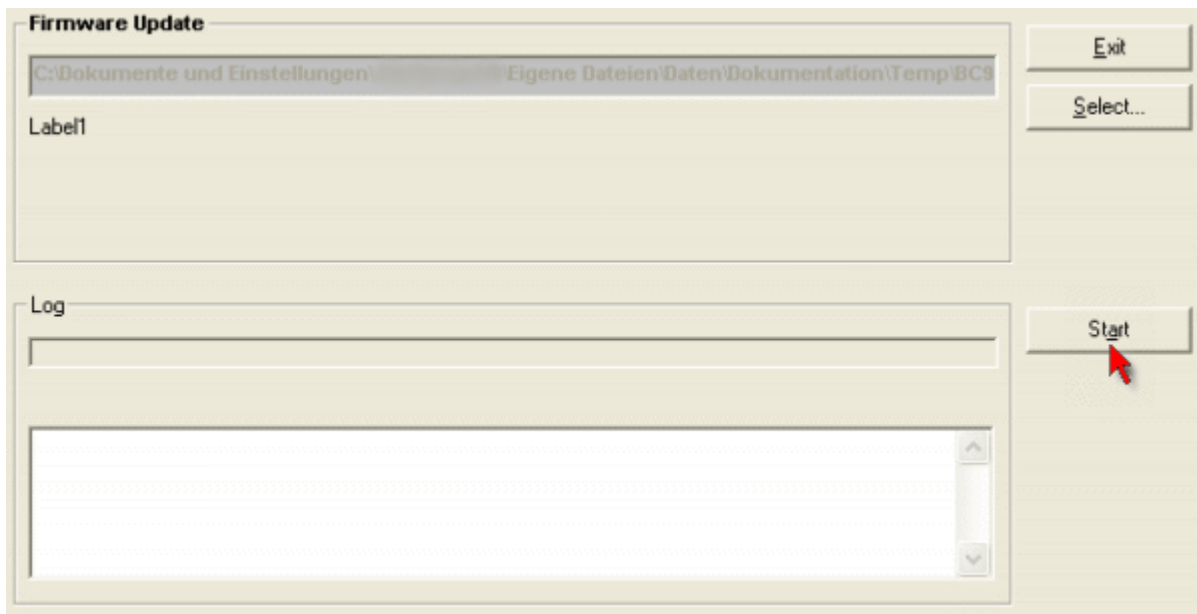 Firmware Update
C:\Dokumente und Einstellungen\ \Eigene Dateien\Daten\Dokumentation\Temp\BC9
Label1
Exit
Select...
Log
Start